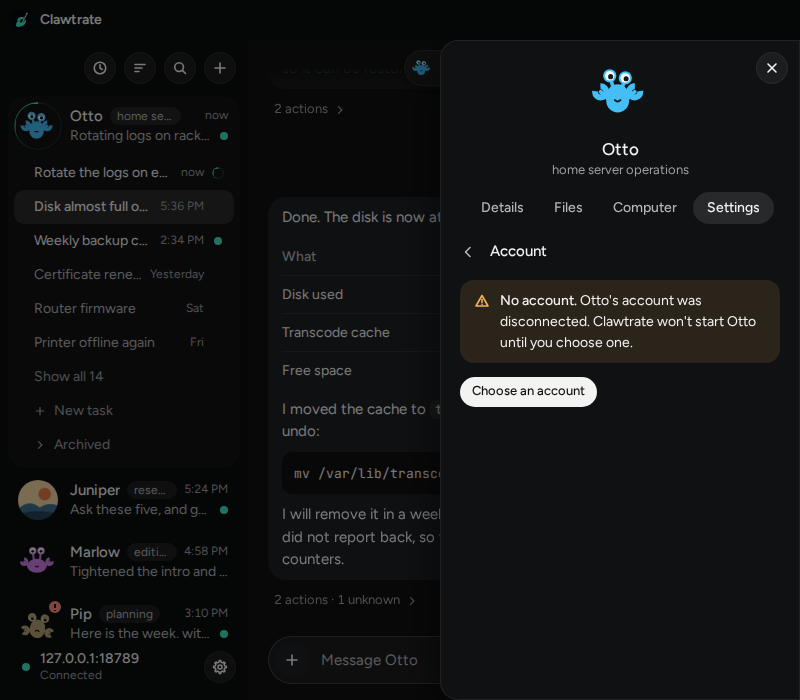 Clawtrate
Otto
home se...
now
Rotating logs on rack...
Rotate the logs on e...
now
Disk almost full o...
5:36 PM
Weekly backup c...
2:34 PM
Certificate rene...
Yesterday
Router firmware
Sat
Printer offline again
Fri
Show all 14
New task
Archived
Juniper
rese...
5:24 PM
Ask these five, and g...
Marlow
editi...
4:58 PM
Tightened the intro and ...
Pip
planning
3:10 PM
Here is the week. wit...
127.0.0.1:18789
Connected
2 actions
Done. The disk is now at
What
Disk used
Transcode cache
Free space
I moved the cache to
undo:
mv /var/lib/transc
I will remove it in a week
did not report back, so
counters.
2 actions · 1 unknown
Message Otto
Otto
home server operations
Details
Files
Computer
Settings
Account
No account. Otto's account was
disconnected. Clawtrate won't start Otto
until you choose one.
Choose an account